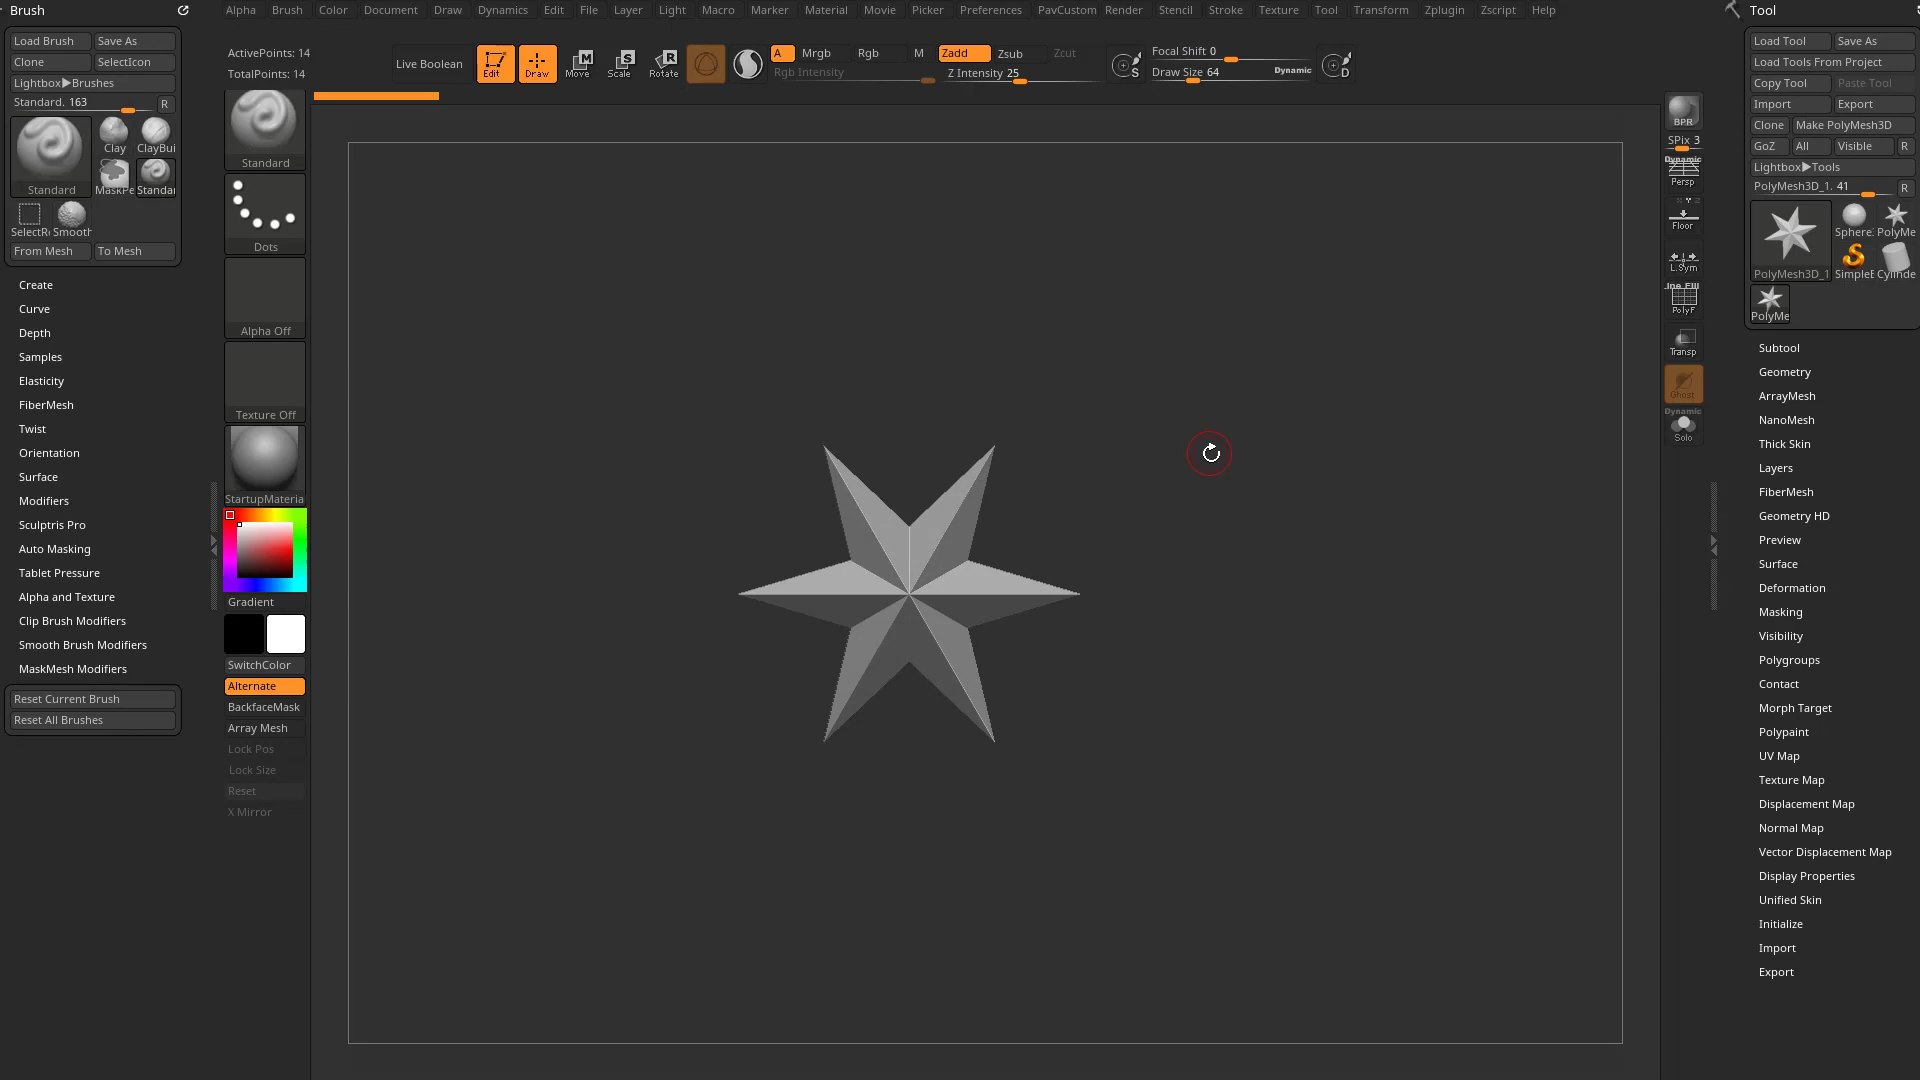 Brush
Load Brush
Save As
Clone
SelectIcon
Lightbox▶Brushes
Standard. 163
R
Standard
Clay
ClayBui
MaskPe
Standar
SelectR
Smooth
From Mesh
To Mesh
Create
Curve
Depth
Samples
Elasticity
FiberMesh
Twist
Orientation
Surface
Modifiers
Sculptris Pro
Auto Masking
Tablet Pressure
Alpha and Texture
Clip Brush Modifiers
Smooth Brush Modifiers
MaskMesh Modifiers
Reset Current Brush
Reset All Brushes
Alpha Brush Color Document Draw Dynamics Edit File Layer Light Macro Marker Material Movie Picker Preferences PavCustom Render Stencil Stroke Texture Tool Transform Zplugin Zscript Help
ActivePoints: 14
TotalPoints: 14
Live Boolean
Edit
Draw
M
Move
S
Scale
R
Rotate
A
Mrgb
Rgb
M
Rgb Intensity
Zadd
Zsub
Zcut
Z Intensity 25
S
Focal Shift 0
Draw Size 64
Dynamic
D
Standard
Dots
Alpha Off
Texture Off
StartupMateria
Gradient
SwitchColor
Alternate
BackfaceMask
Array Mesh
Lock Pos
Lock Size
Reset
X Mirror
BPR
SPix 3
Dynamic
Persp
Floor
L.Sym
Line Fill
PolyF
Transp
Ghost
Dynamic
Solo
Tool
Load Tool
Save As
Load Tools From Project
Copy Tool
Paste Tool
Import
Export
Clone
Make PolyMesh3D
GoZ
All
Visible
R
Lightbox▶Tools
PolyMesh3D_1. 41
R
PolyMesh3D_1
Sphere
PolyMe
SimpleE
Cylinde
PolyMe
Subtool
Geometry
ArrayMesh
NanoMesh
Thick Skin
Layers
FiberMesh
Geometry HD
Preview
Surface
Deformation
Masking
Visibility
Polygroups
Contact
Morph Target
Polypaint
UV Map
Texture Map
Displacement Map
Normal Map
Vector Displacement Map
Display Properties
Unified Skin
Initialize
Import
Export